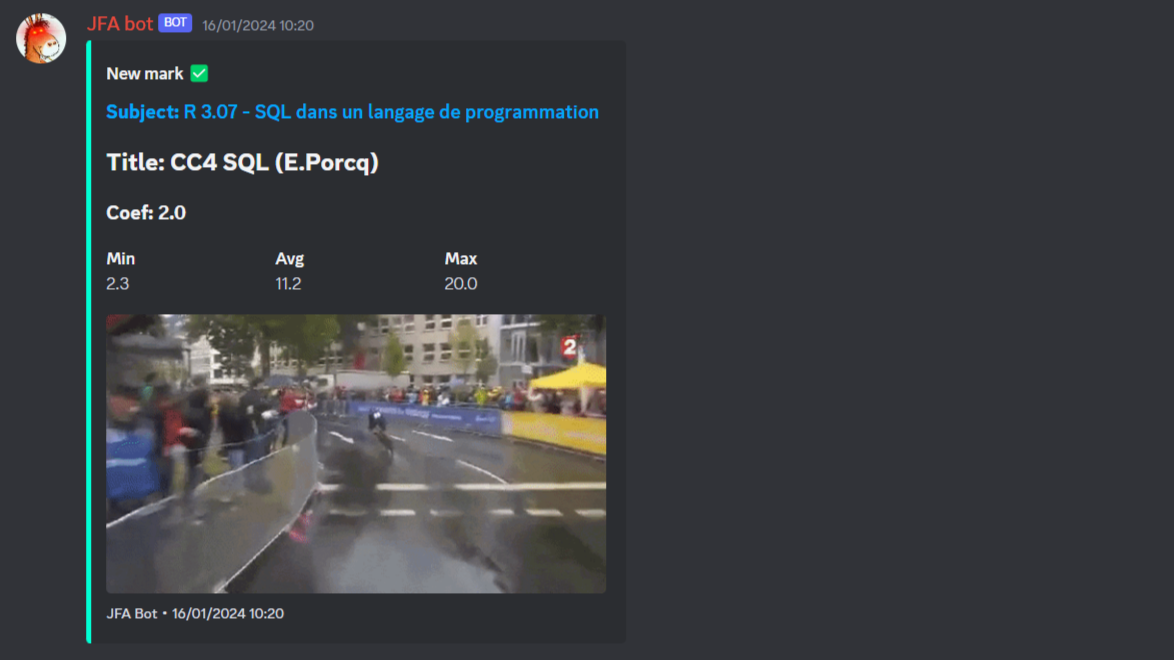 JFA bot BOT 16/01/2024 10:20
New mark ✅
Subject: R 3.07 - SQL dans un langage de programmation
Title: CC4 SQL (E.Porcq)
Coef: 2.0
Min Avg Max
2.3 11.2 20.0
2
JFA Bot • 16/01/2024 10:20